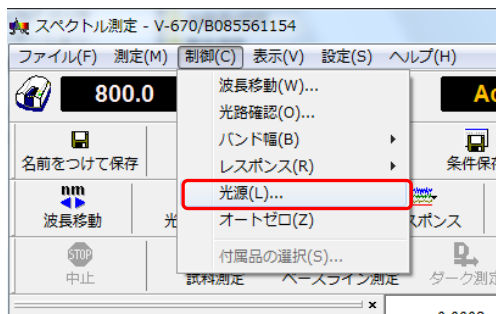 スペクトル測定 - V-670/B085561154
ファイル(F) 測定(M) 制御(C) 表示(V) 設定(S) ヘルプ(H)
800.0
波長移動(W)...
光路確認(O)...
バンド幅(B)
レスポンス(R)
光源(L)...
オートゼロ(Z)
付属品の選択(S)...
名前をつけて保存
条件保存
nm
波長移動
光
スポンス
STOP
中止
試料測定
ベースライン測定
ダーク測定